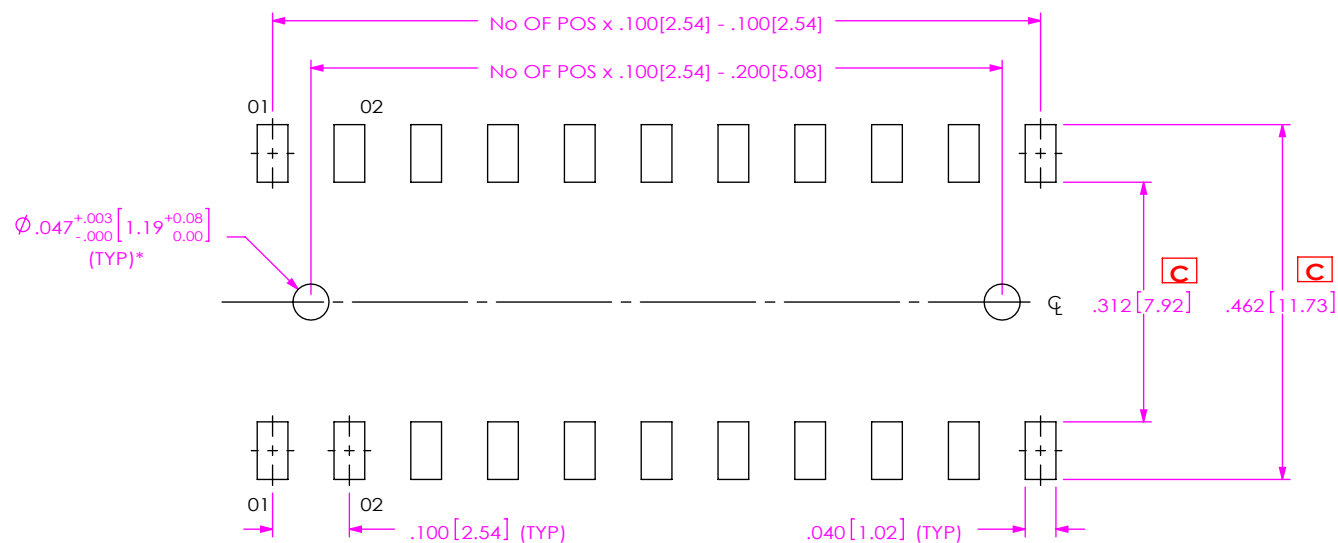 No OF POS x .100[2.54] - .100[2.54]
No OF POS x .100[2.54] - .200[5.08]
01 02
Ø.047 +.003 -.000 [1.19 +0.08 0.00]
(TYP)*
C C
.312[7.92] .462[11.73]
℄
01 02
.100[2.54] (TYP) .040[1.02] (TYP)